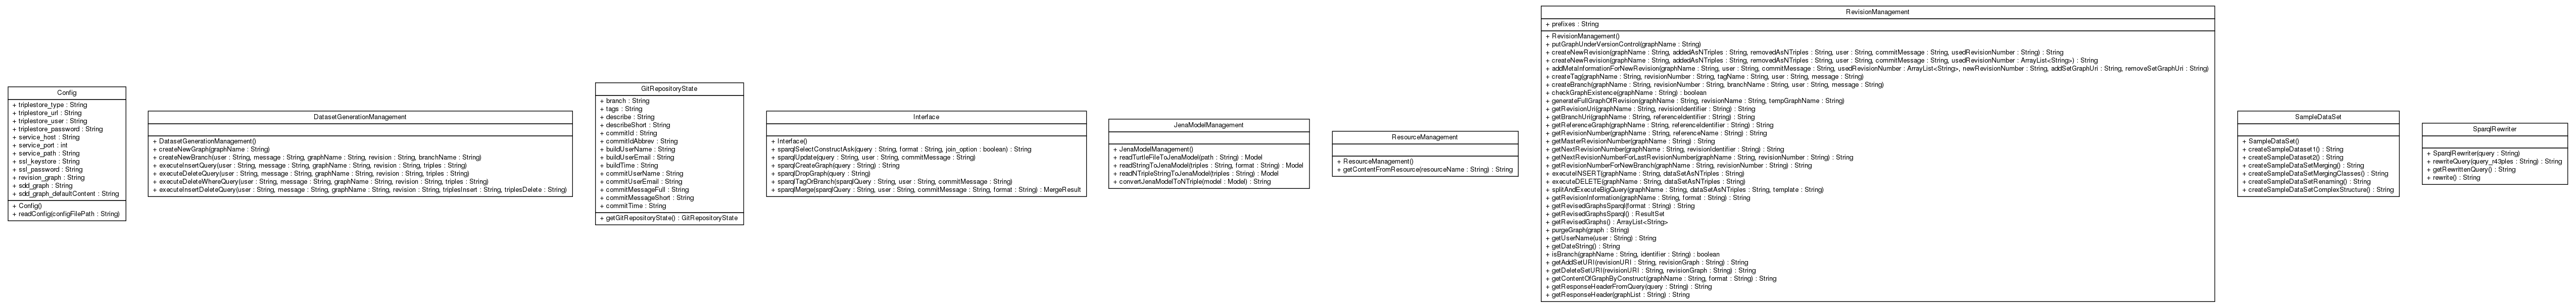 Config
+ triplestore_type : String
+ triplestore_url : String
+ triplestore_user : String
+ triplestore_password : String
+ service_host : String
+ service_port : int
+ service_path : String
+ ssl_keystore : String
+ ssl_password : String
+ revision_graph : String
+ sdd_graph : String
+ sdd_graph_defaultContent : String
+ Config()
+ readConfig(configFilePath : String)
DatasetGenerationManagement
+ DatasetGenerationManagement()
+ createNewGraph(graphName : String)
+ createNewBranch(user : String, message : String, graphName : String, revision : String, branchName : String)
+ executeInsertQuery(user : String, message : String, graphName : String, revision : String, triples : String)
+ executeDeleteQuery(user : String, message : String, graphName : String, revision : String, triples : String)
+ executeDeleteWhereQuery(user : String, message : String, graphName : String, revision : String, triples : String)
+ executeInsertDeleteQuery(user : String, message : String, graphName : String, revision : String, triplesInsert : String, triplesDelete : String)
GitRepositoryState
+ branch : String
+ tags : String
+ describe : String
+ describeShort : String
+ commitId : String
+ commitIdAbbrev : String
+ buildUserName : String
+ buildUserEmail : String
+ buildTime : String
+ commitUserName : String
+ commitUserEmail : String
+ commitMessageFull : String
+ commitMessageShort : String
+ commitTime : String
+ getGitRepositoryState() : GitRepositoryState
Interface
+ Interface()
+ sparqlSelectConstructAsk(query : String, format : String, join_option : boolean) : String
+ sparqlUpdate(query : String, user : String, commitMessage : String)
+ sparqlCreateGraph(query : String) : String
+ sparqlDropGraph(query : String)
+ sparqlTagOrBranch(sparqlQuery : String, user : String, commitMessage : String)
+ sparqlMerge(sparqlQuery : String, user : String, commitMessage : String, format : String) : MergeResult
JenaModelManagement
+ JenaModelManagement()
+ readTurtleFileToJenaModel(path : String) : Model
+ readStringToJenaModel(triples : String, format : String) : Model
+ readNTripleStringToJenaModel(triples : String) : Model
+ convertJenaModelToNTriple(model : Model) : String
ResourceManagement
+ ResourceManagement()
+ getContentFromResource(resourceName : String) : String
RevisionManagement
+ prefixes : String
+ RevisionManagement()
+ putGraphUnderVersionControl(graphName : String)
+ createNewRevision(graphName : String, addedAsNTriples : String, removedAsNTriples : String, user : String, commitMessage : String, usedRevisionNumber : String) : String
+ createNewRevision(graphName : String, addedAsNTriples : String, removedAsNTriples : String, user : String, commitMessage : String, usedRevisionNumber : ArrayList<String>) : String
+ addMetaInformationForNewRevision(graphName : String, user : String, commitMessage : String, usedRevisionNumber : ArrayList<String>, newRevisionNumber : String, addSetGraphUri : String, removeSetGraphUri : String)
+ createTag(graphName : String, revisionNumber : String, tagName : String, user : String, message : String)
+ createBranch(graphName : String, revisionNumber : String, branchName : String, user : String, message : String)
+ checkGraphExistence(graphName : String) : boolean
+ generateFullGraphOfRevision(graphName : String, revisionName : String, tempGraphName : String)
+ getRevisionUri(graphName : String, revisionIdentifier : String) : String
+ getBranchUri(graphName : String, referenceIdentifier : String) : String
+ getReferenceGraph(graphName : String, referenceIdentifier : String) : String
+ getRevisionNumber(graphName : String, referenceName : String) : String
+ getMasterRevisionNumber(graphName : String) : String
+ getNextRevisionNumber(graphName : String, revisionIdentifier : String) : String
+ getNextRevisionNumberForLastRevisionNumber(graphName : String, revisionNumber : String) : String
+ getRevisionNumberForNewBranch(graphName : String, revisionNumber : String) : String
+ executeINSERT(graphName : String, dataSetAsNTriples : String)
+ executeDELETE(graphName : String, dataSetAsNTriples : String)
+ splitAndExecuteBigQuery(graphName : String, dataSetAsNTriples : String, template : String)
+ getRevisionInformation(graphName : String, format : String) : String
+ getRevisedGraphsSparql(format : String) : String
+ getRevisedGraphsSparql() : ResultSet
+ getRevisedGraphs() : ArrayList<String>
+ purgeGraph(graph : String)
+ getUserName(user : String) : String
+ getDateString() : String
+ isBranch(graphName : String, identifier : String) : boolean
+ getAddSetURI(revisionURI : String, revisionGraph : String) : String
+ getDeleteSetURI(revisionURI : String, revisionGraph : String) : String
+ getContentOfGraphByConstruct(graphName : String, format : String) : String
+ getResponseHeaderFromQuery(query : String) : String
+ getResponseHeader(graphList : String) : String
SampleDataSet
+ SampleDataSet()
+ createSampleDataset1() : String
+ createSampleDataset2() : String
+ createSampleDataSetMerging() : String
+ createSampleDataSetMergingClasses() : String
+ createSampleDataSetRenaming() : String
+ createSampleDataSetComplexStructure() : String
SparqlRewriter
+ SparqlRewriter(query : String)
+ rewriteQuery(query_r43ples : String) : String
+ getRewrittenQuery() : String
+ rewrite() : String